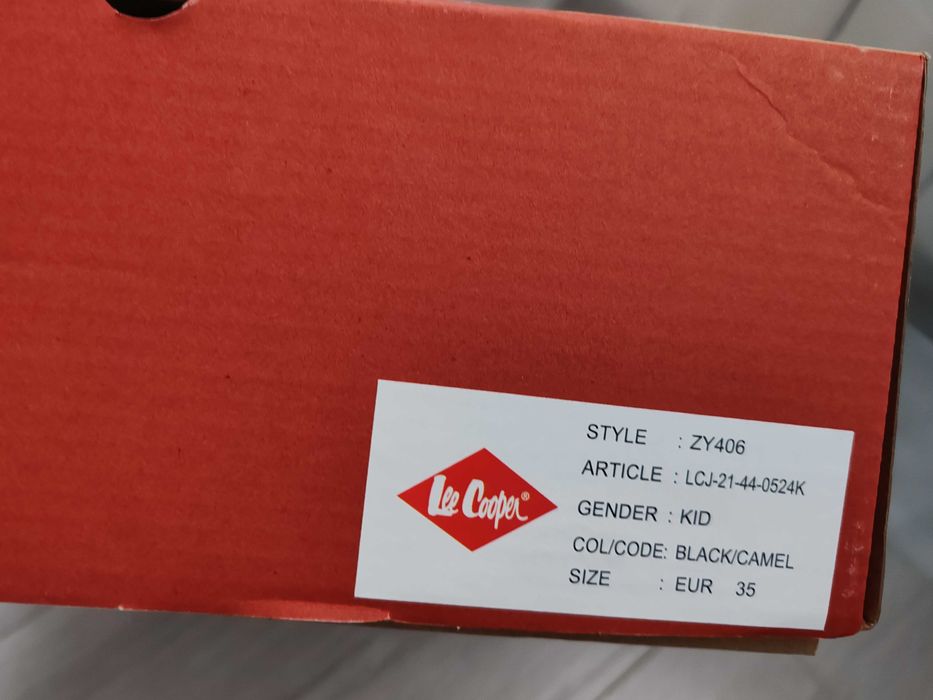 Lee Cooper®
STYLE : ZY406
ARTICLE : LCJ-21-44-0524K
GENDER : KID
COL/CODE: BLACK/CAMEL
SIZE : EUR 35